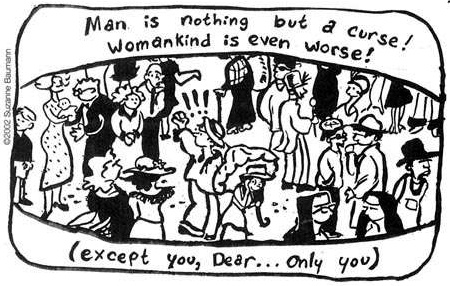 Man is nothing but a curse!
Womankind is even worse!
©2002 Suzanne Baumann
(except you, Dear... Only you)